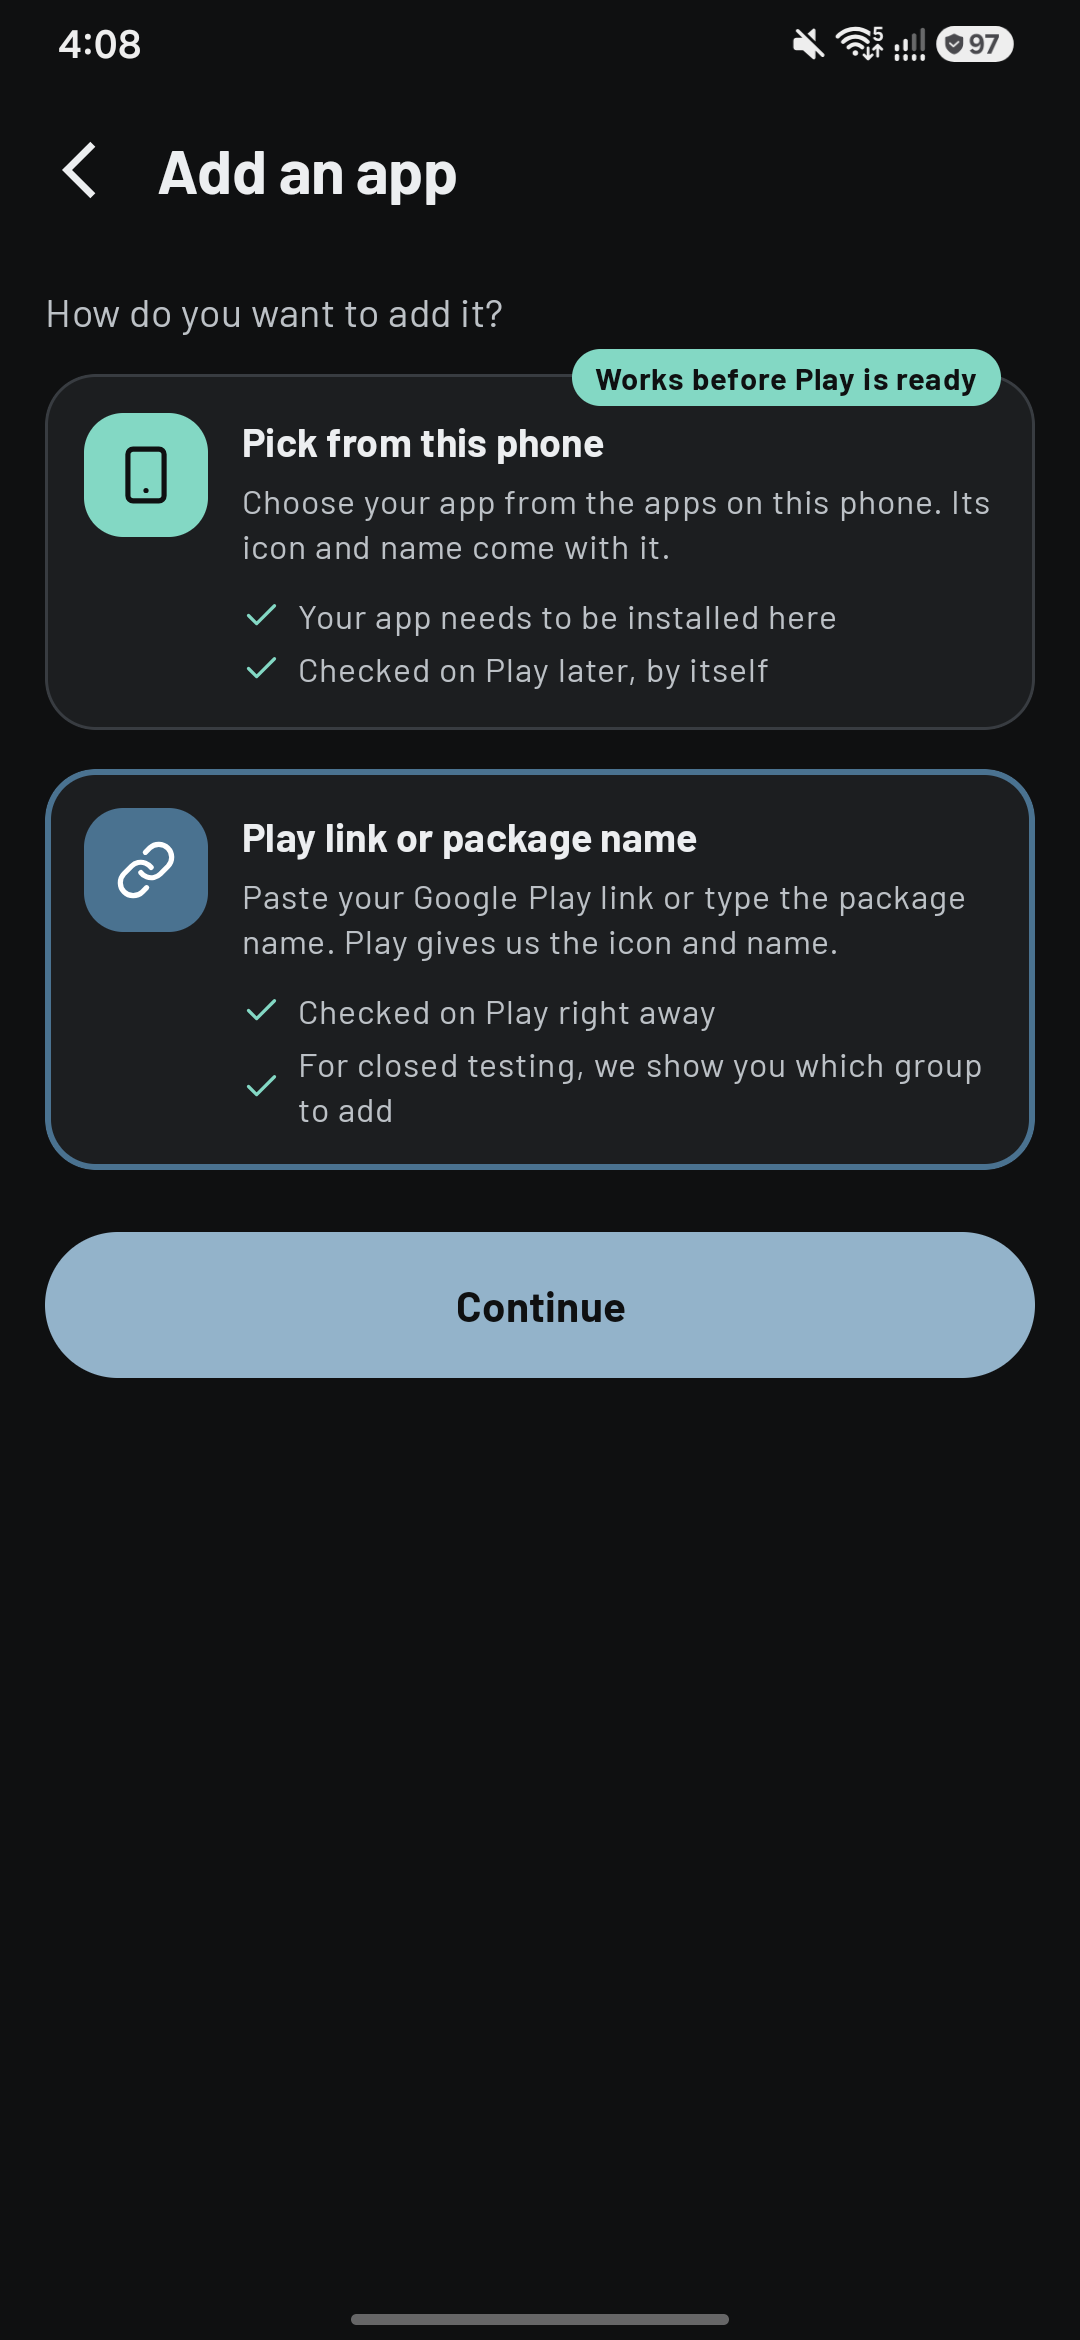 4:08
5
97
Add an app
How do you want to add it?
Works before Play is ready
Pick from this phone
Choose your app from the apps on this phone. Its
icon and name come with it.
Your app needs to be installed here
Checked on Play later, by itself
Play link or package name
Paste your Google Play link or type the package
name. Play gives us the icon and name.
Checked on Play right away
For closed testing, we show you which group
to add
Continue